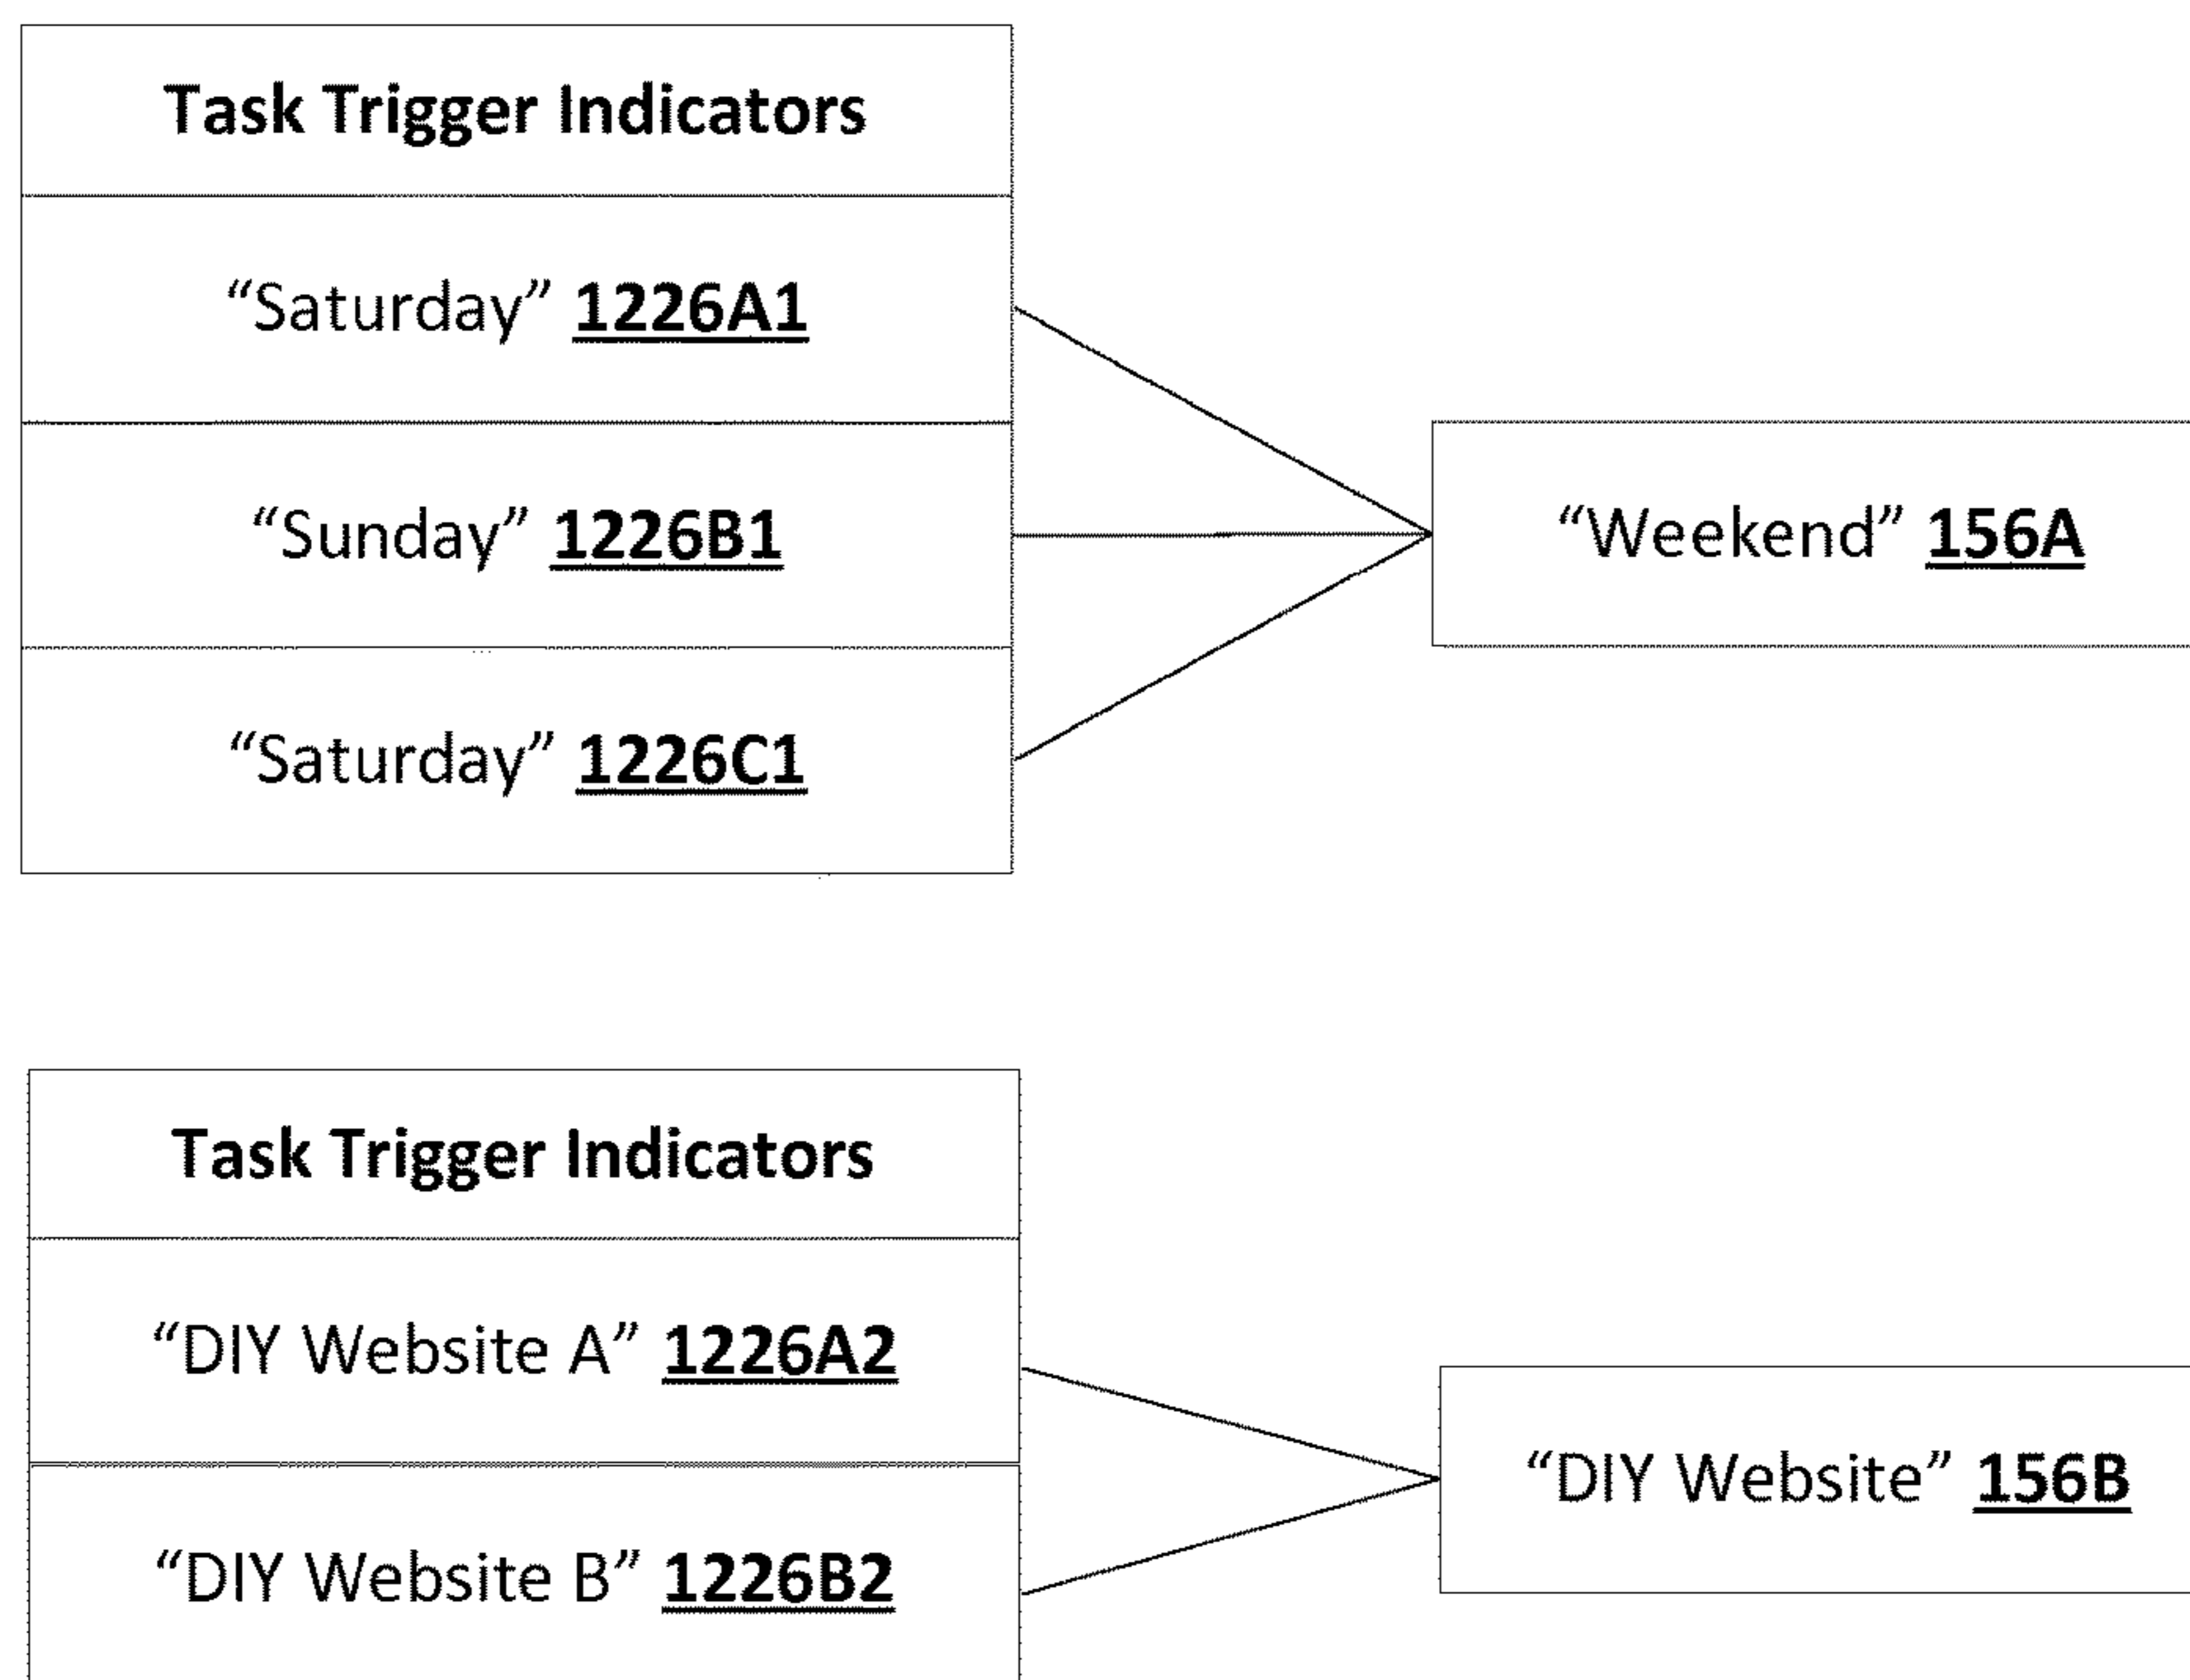 Task Trigger Indicators
“Saturday” 1226A1
“Sunday” 1226B1
“Weekend” 156A
“Saturday” 1226C1
Task Trigger Indicators
“DIY Website A” 1226A2
“DIY Website” 156B
“DIY Website B” 1226B2